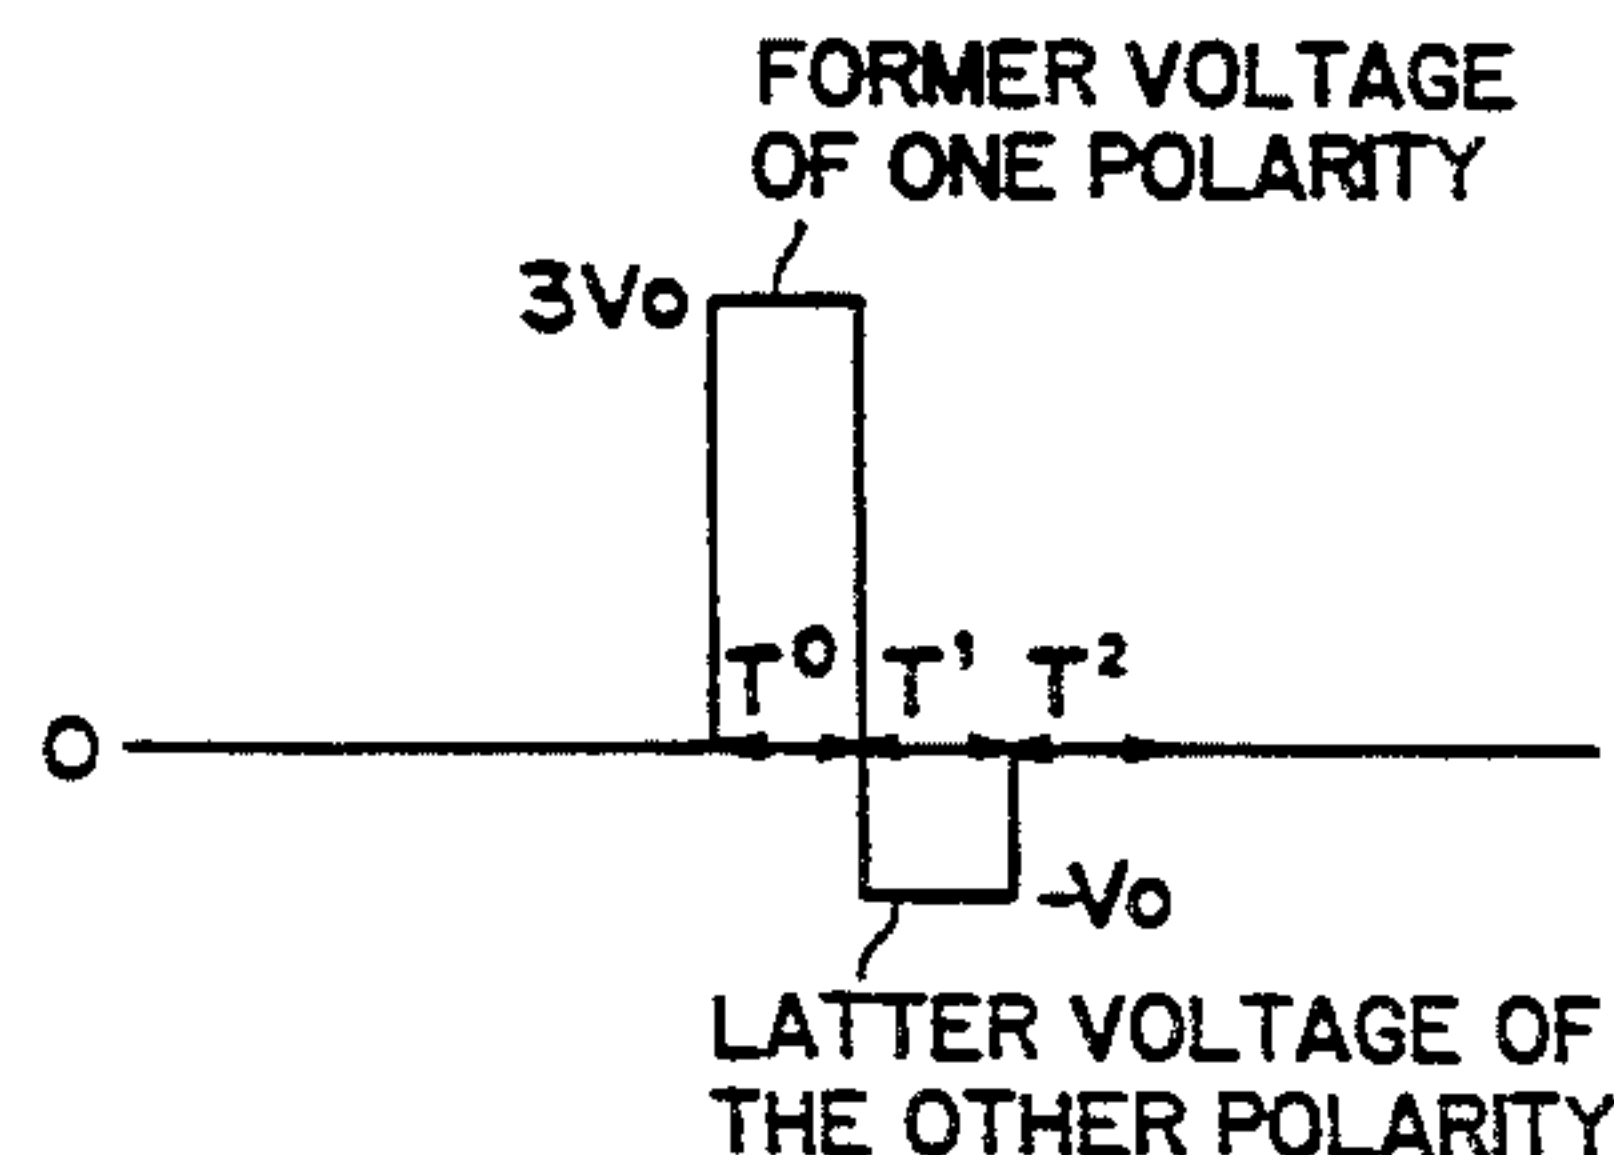 FORMER VOLTAGE
OF ONE POLARITY
3Vo
T⁰ T¹ T²
O
-Vo
LATTER VOLTAGE OF
THE OTHER POLARITY